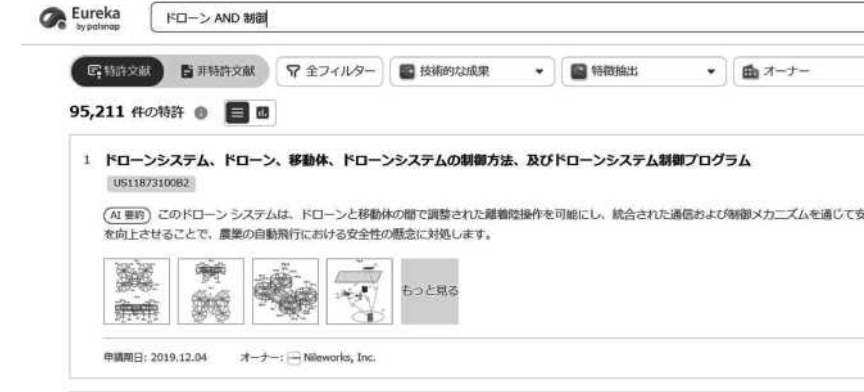 Eureka
by patsnap
ドローン AND 制御
特許文献
非特許文献
全フィルター
技術的な成果
特徴抽出
オーナー
95,211 件の特許
1 ドローンシステム、ドローン、移動体、ドローンシステムの制御方法、及びドローンシステム制御プログラム
US11873100B2
AI 要約 このドローン システムは、ドローンと移動体の間で調整された離着陸操作を可能にし、統合された通信および制御メカニズムを通じて安
を向上させることで、農業の自動飛行における安全性の懸念に対処します。
もっと見る
申請期日: 2019.12.04 オーナー: Nileworks, Inc.